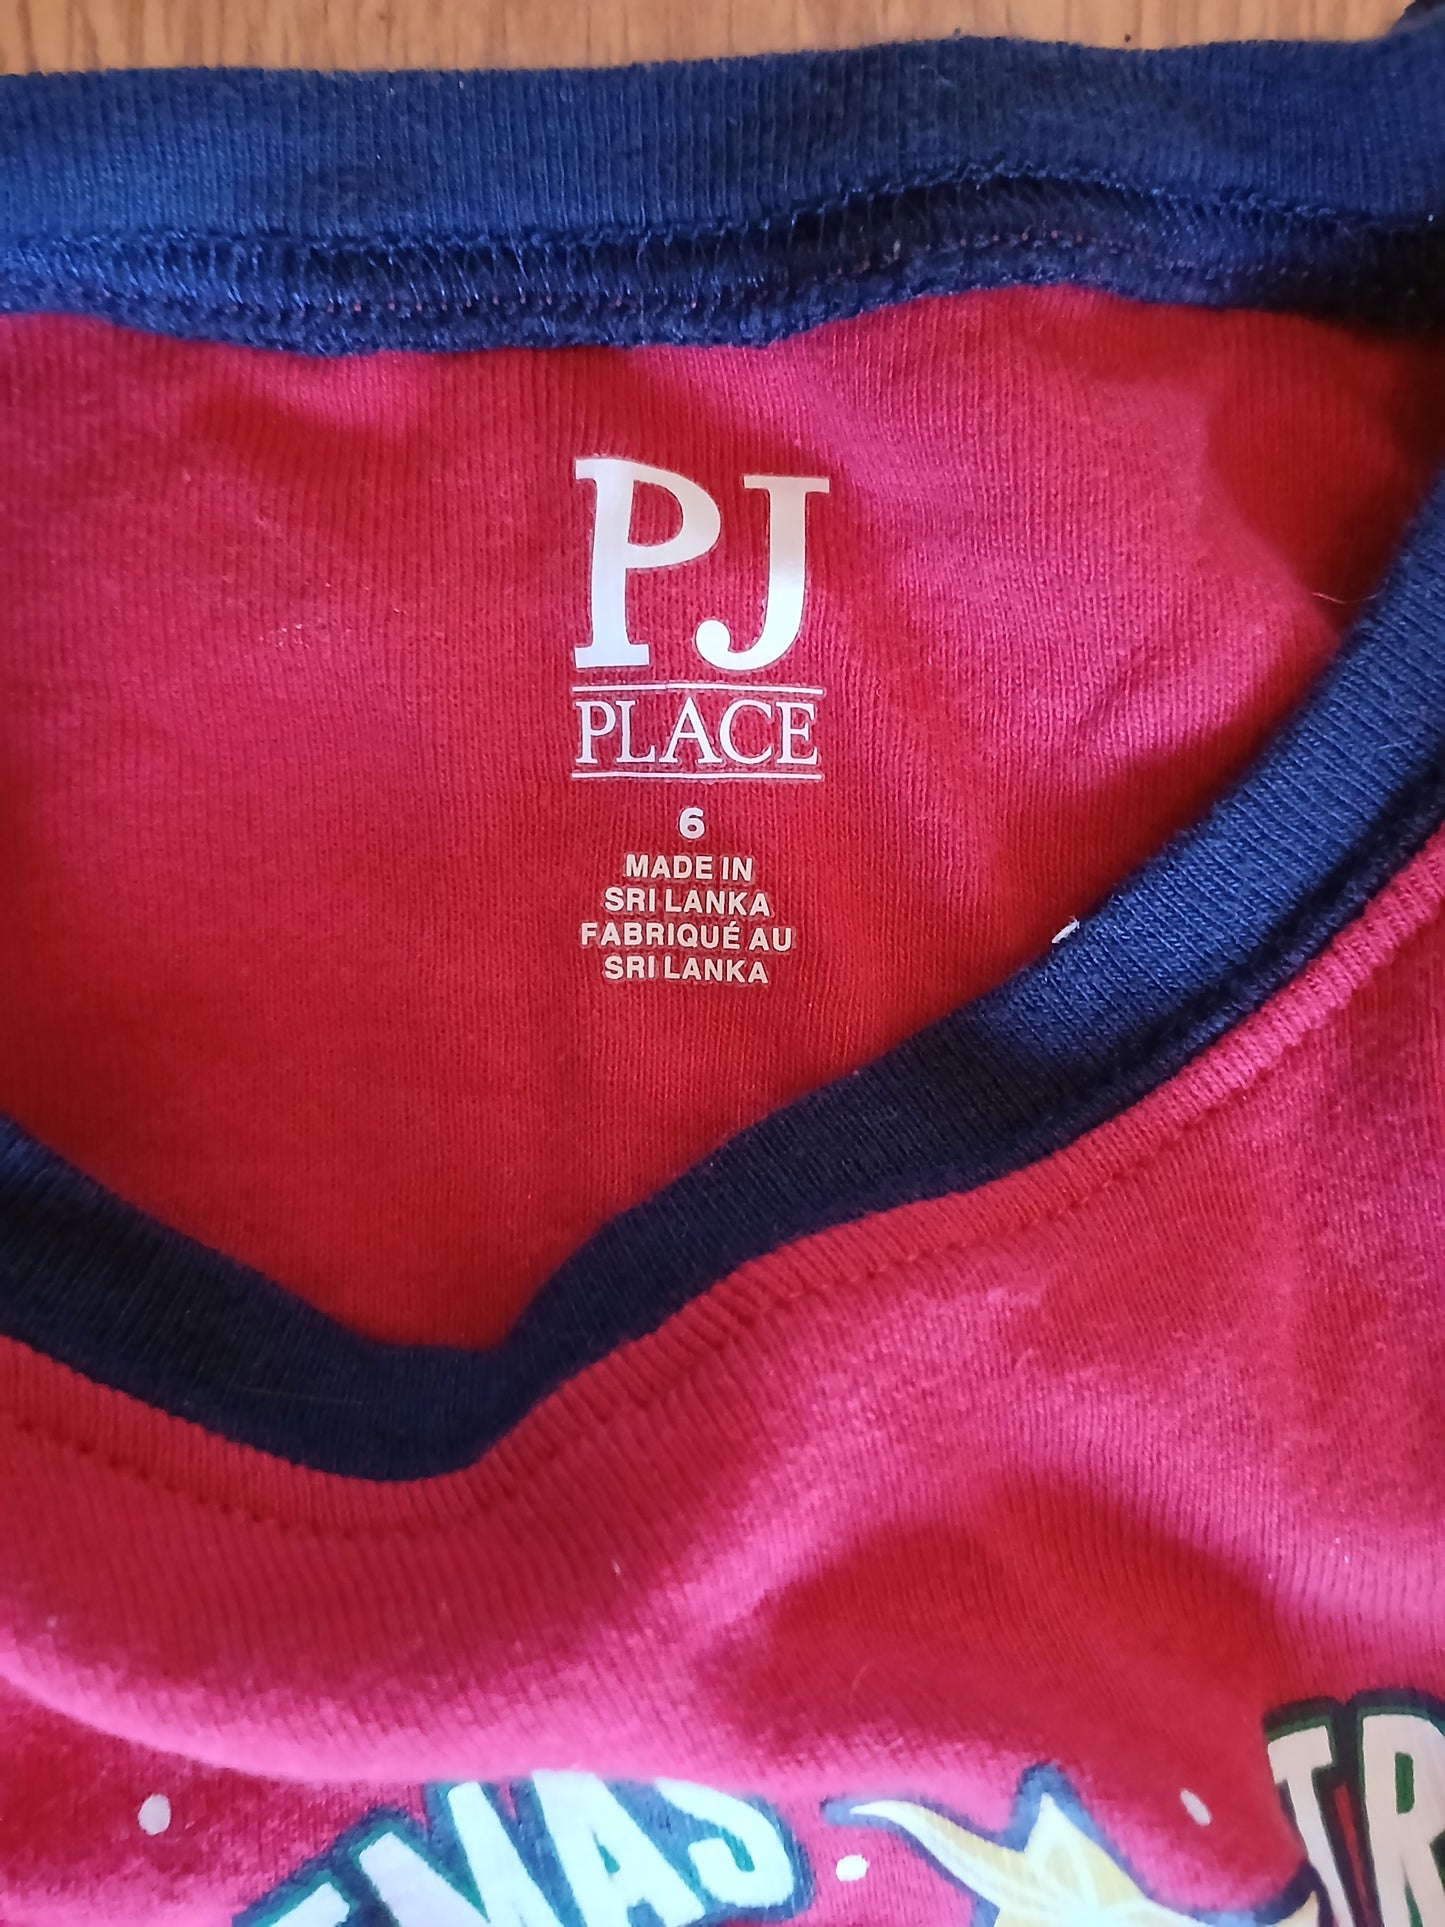 PJ
PLACE
6
MADE IN
SRI LANKA
FABRIQUÉ AU
SRI LANKA